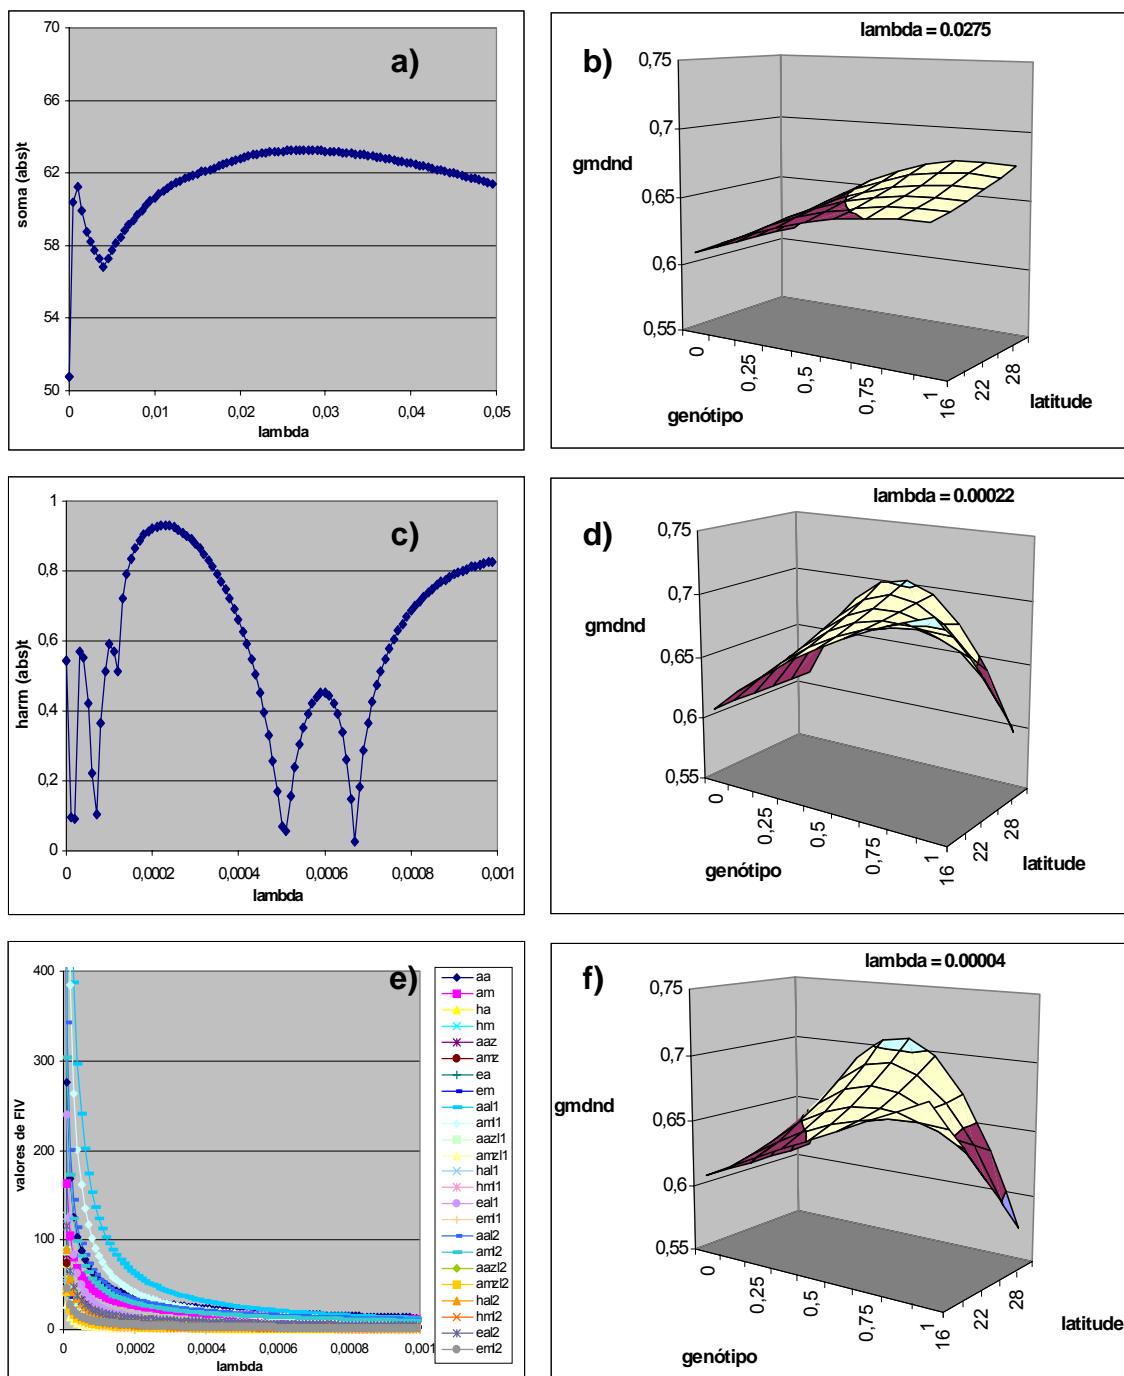 a)
70
66
62
58
54
50
soma (abs)t
0 0,01 0,02 0,03 0,04 0,05
lambda
lambda = 0.0275
b)
0,75
0,7
gmdnd
0,65
0,6
0,55
0 0,25 0,5 0,75 1
16 22 28
genótipo
latitude
c)
1
0,8
0,6
0,4
0,2
0
harm (abs)t
0 0,0002 0,0004 0,0006 0,0008 0,001
lambda
lambda = 0.00022
d)
0,75
0,7
gmdnd
0,65
0,6
0,55
0 0,25 0,5 0,75 1
16 22 28
genótipo
latitude
e)
400
300
200
100
0
valores de FIV
0 0,0002 0,0004 0,0006 0,0008 0,001
lambda
aa
am
ha
hm
aaz
amz
ea
em
aal1
aml1
aazl1
amzl1
hal1
hml1
eal1
eml1
aal2
aml2
aazl2
amzl2
hal2
hml2
eal2
eml2
lambda = 0.00004
f)
0,75
0,7
gmdnd
0,65
0,6
0,55
0 0,25 0,5 0,75 1
16 22 28
genótipo
latitude